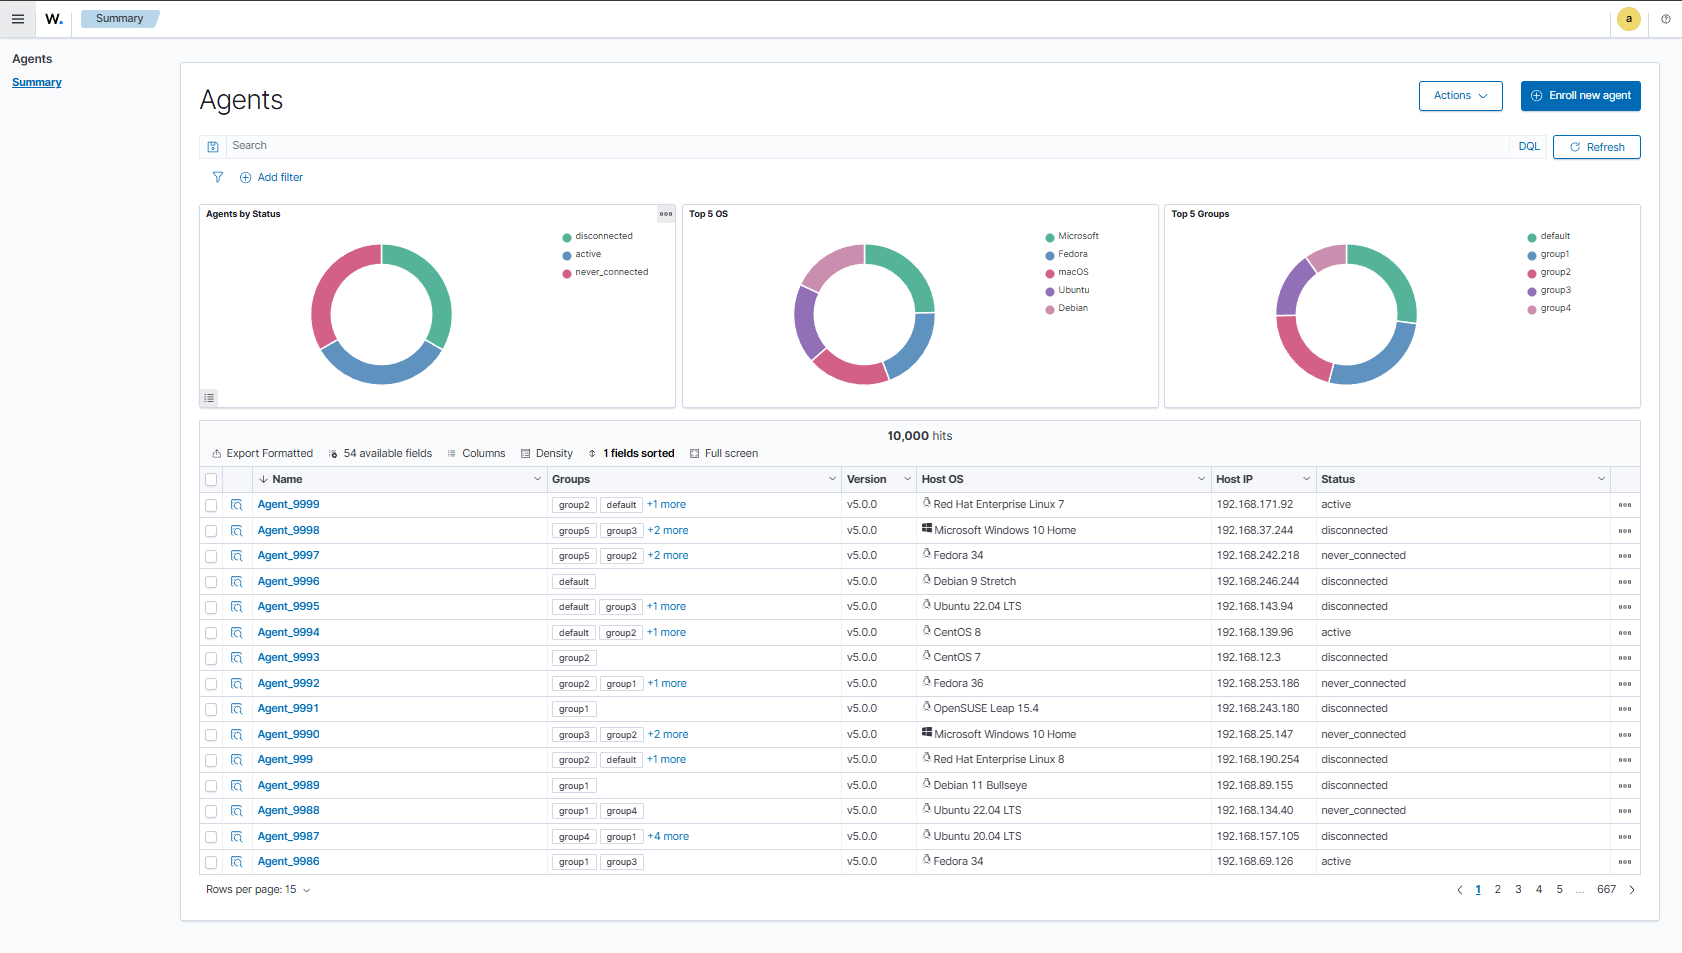 W.
Summary
a
Agents
Summary
Agents
Actions
Enroll new agent
Search
DQL
Refresh
Add filter
Agents by Status
disconnected
active
never_connected
Top 5 OS
Microsoft
Fedora
macOS
Ubuntu
Debian
Top 5 Groups
default
group1
group2
group3
group4
10,000 hits
Export Formatted 54 available fields Columns Density 1 fields sorted Full screen
Name Groups Version Host OS Host IP Status
Agent_9999 group2 default +1 more v5.0.0 Red Hat Enterprise Linux 7 192.168.171.92 active
Agent_9998 group5 group3 +2 more v5.0.0 Microsoft Windows 10 Home 192.168.37.244 disconnected
Agent_9997 group5 group2 +2 more v5.0.0 Fedora 34 192.168.242.218 never_connected
Agent_9996 default v5.0.0 Debian 9 Stretch 192.168.246.244 disconnected
Agent_9995 default group3 +1 more v5.0.0 Ubuntu 22.04 LTS 192.168.143.94 disconnected
Agent_9994 default group2 +1 more v5.0.0 CentOS 8 192.168.139.96 active
Agent_9993 group2 v5.0.0 CentOS 7 192.168.12.3 disconnected
Agent_9992 group2 group1 +1 more v5.0.0 Fedora 36 192.168.253.186 never_connected
Agent_9991 group1 v5.0.0 OpenSUSE Leap 15.4 192.168.243.180 disconnected
Agent_9990 group3 group2 +2 more v5.0.0 Microsoft Windows 10 Home 192.168.25.147 never_connected
Agent_999 group2 default +1 more v5.0.0 Red Hat Enterprise Linux 8 192.168.190.254 disconnected
Agent_9989 group1 v5.0.0 Debian 11 Bullseye 192.168.89.155 disconnected
Agent_9988 group1 group4 v5.0.0 Ubuntu 22.04 LTS 192.168.134.40 never_connected
Agent_9987 group4 group1 +4 more v5.0.0 Ubuntu 20.04 LTS 192.168.157.105 disconnected
Agent_9986 group1 group3 v5.0.0 Fedora 34 192.168.69.126 active
Rows per page: 15
1 2 3 4 5 ... 667